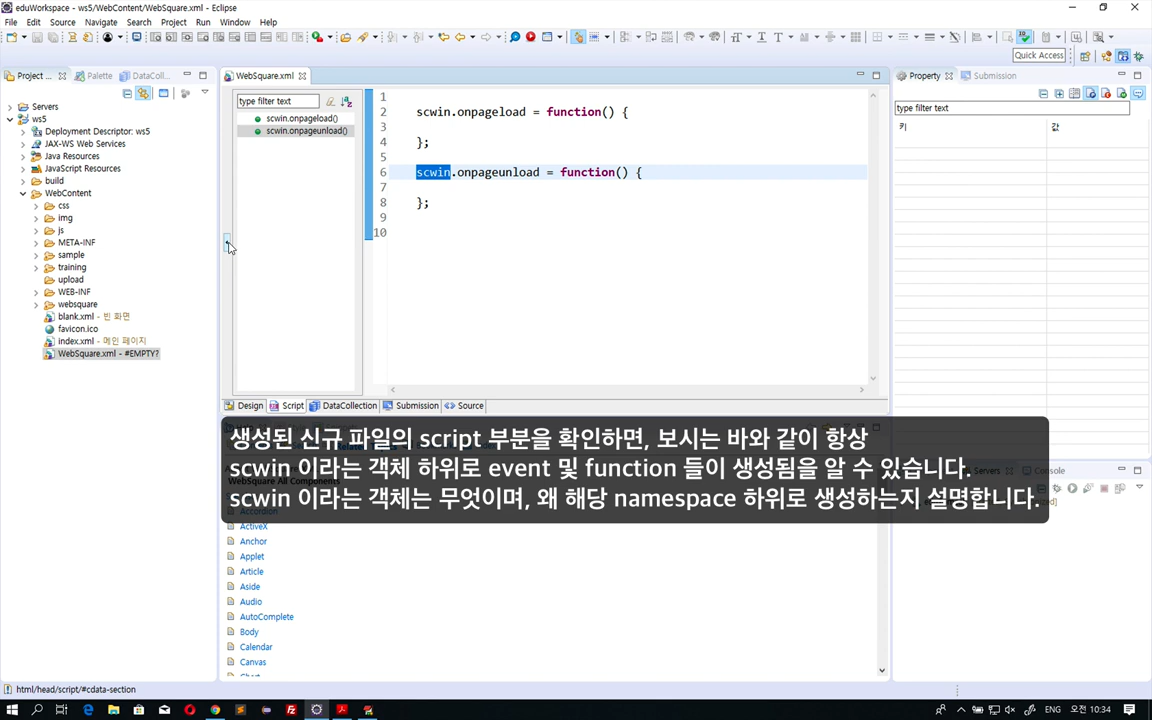 eduWorkspace - ws5/WebContent/WebSquare.xml - Eclipse
File Edit Source Navigate Search Project Run Window Help
Quick Access
Project ...
Palette
DataColl...
WebSquare.xml
Property
Submission
Servers
ws5
Deployment Descriptor: ws5
JAX-WS Web Services
Java Resources
JavaScript Resources
build
WebContent
css
img
js
META-INF
sample
training
upload
WEB-INF
websquare
blank.xml - 빈 화면
favicon.ico
index.xml - 메인 페이지
WebSquare.xml - #EMPTY?
type filter text
scwin.onpageload()
scwin.onpageunload()
1
2 scwin.onpageload = function() {
3
4 };
5
6 scwin.onpageunload = function() {
7
8 };
9
10
type filter text
키 값
Design Script DataCollection Submission Source
생성된 신규 파일의 script 부분을 확인하면, 보시는 바와 같이 항상
scwin 이라는 객체 하위로 event 및 function 들이 생성됨을 알 수 있습니다.
scwin 이라는 객체는 무엇이며, 왜 해당 namespace 하위로 생성하는지 설명합니다.
WebSquare All Components
Servers Console
Accordion
ActiveX
Anchor
Applet
Article
Aside
Audio
AutoComplete
Body
Calendar
Canvas
html/head/script/#cdata-section
ENG 오전 10:34